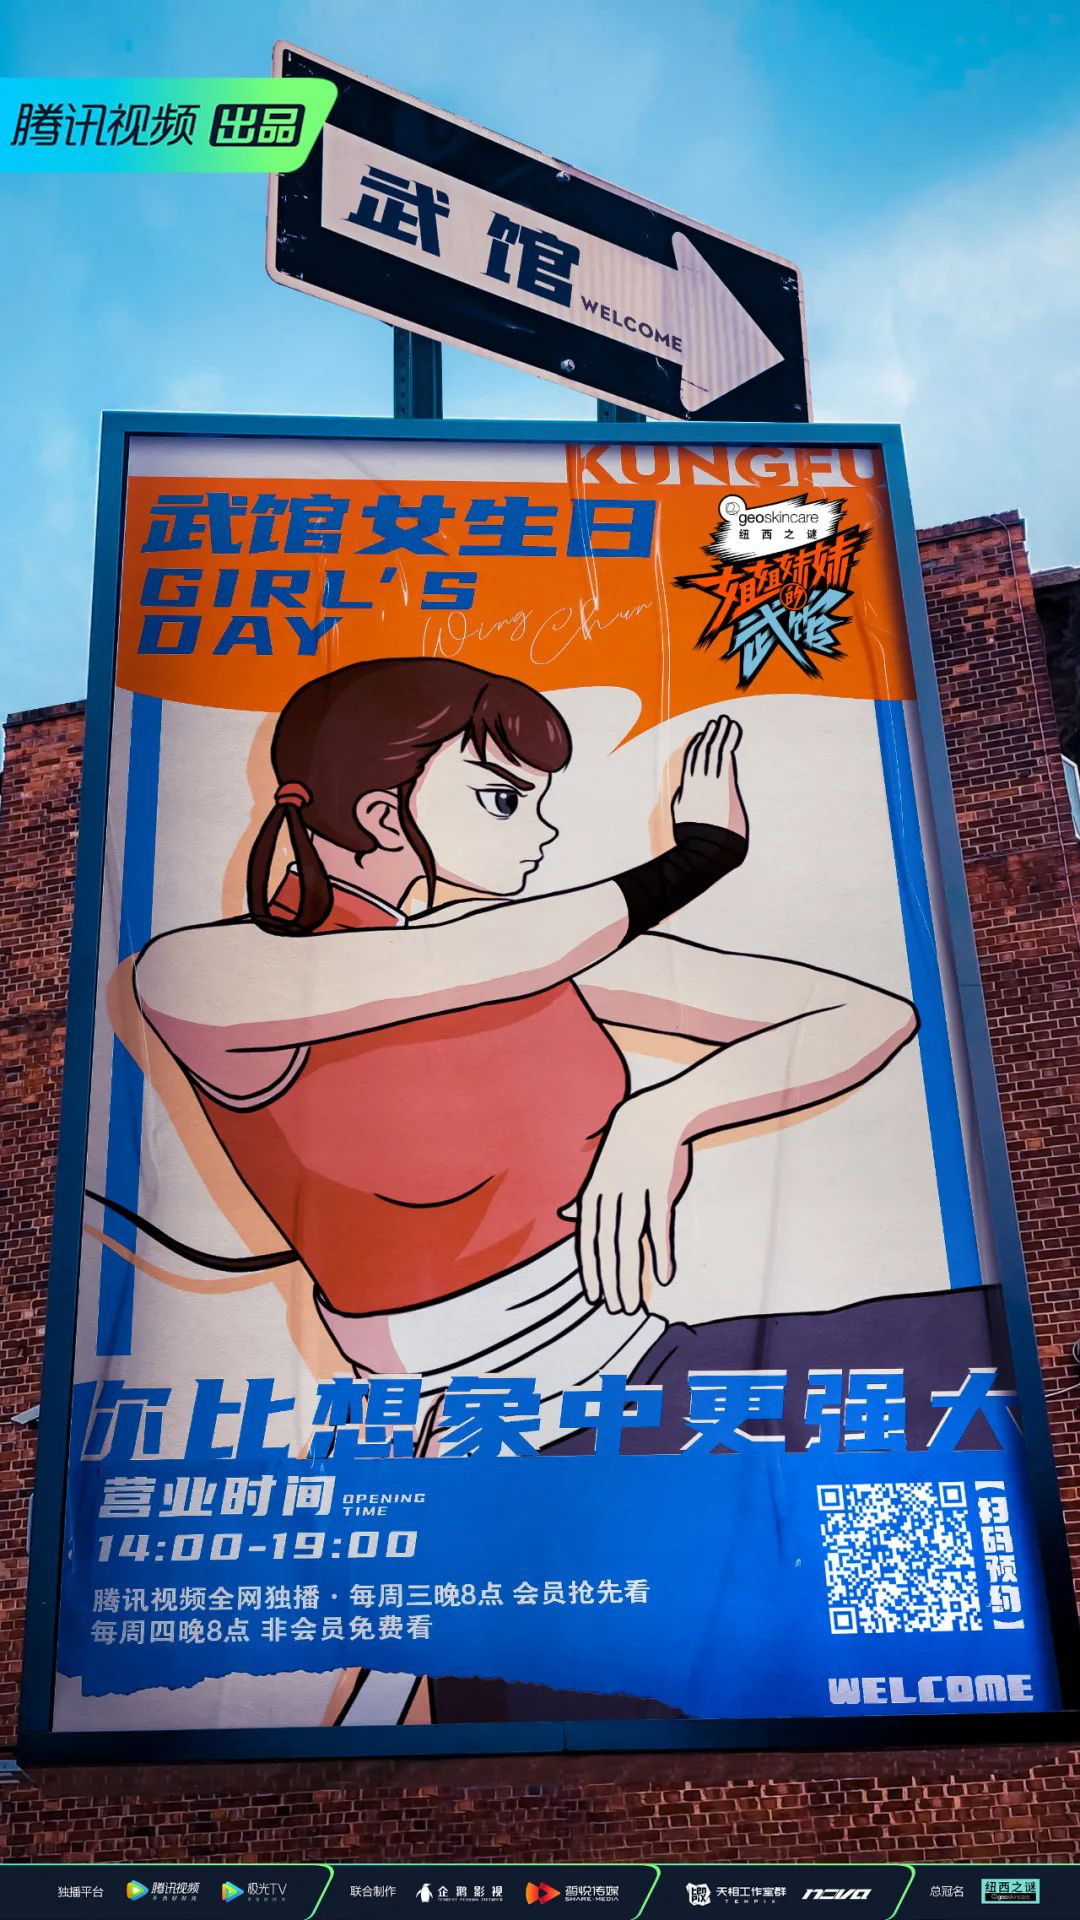 腾讯视频 出品
武馆
WELCOME
KUNGFU
武馆女生日
GIRL'S
DAY
Wing Chun
geoskincare
纽西之谜
姐姐妹妹
的
武馆
你比想象中更强大
营业时间 OPENING TIME
14:00-19:00
腾讯视频全网独播·每周三晚8点 会员抢先看
每周四晚8点 非会员免费看
【扫码预约】
WELCOME
独播平台 腾讯视频 极光TV 联合制作 企鹅影视 SHARE·MEDIA 天相工作室群 TENPIX nova 总冠名 纽西之谜 geoskincare